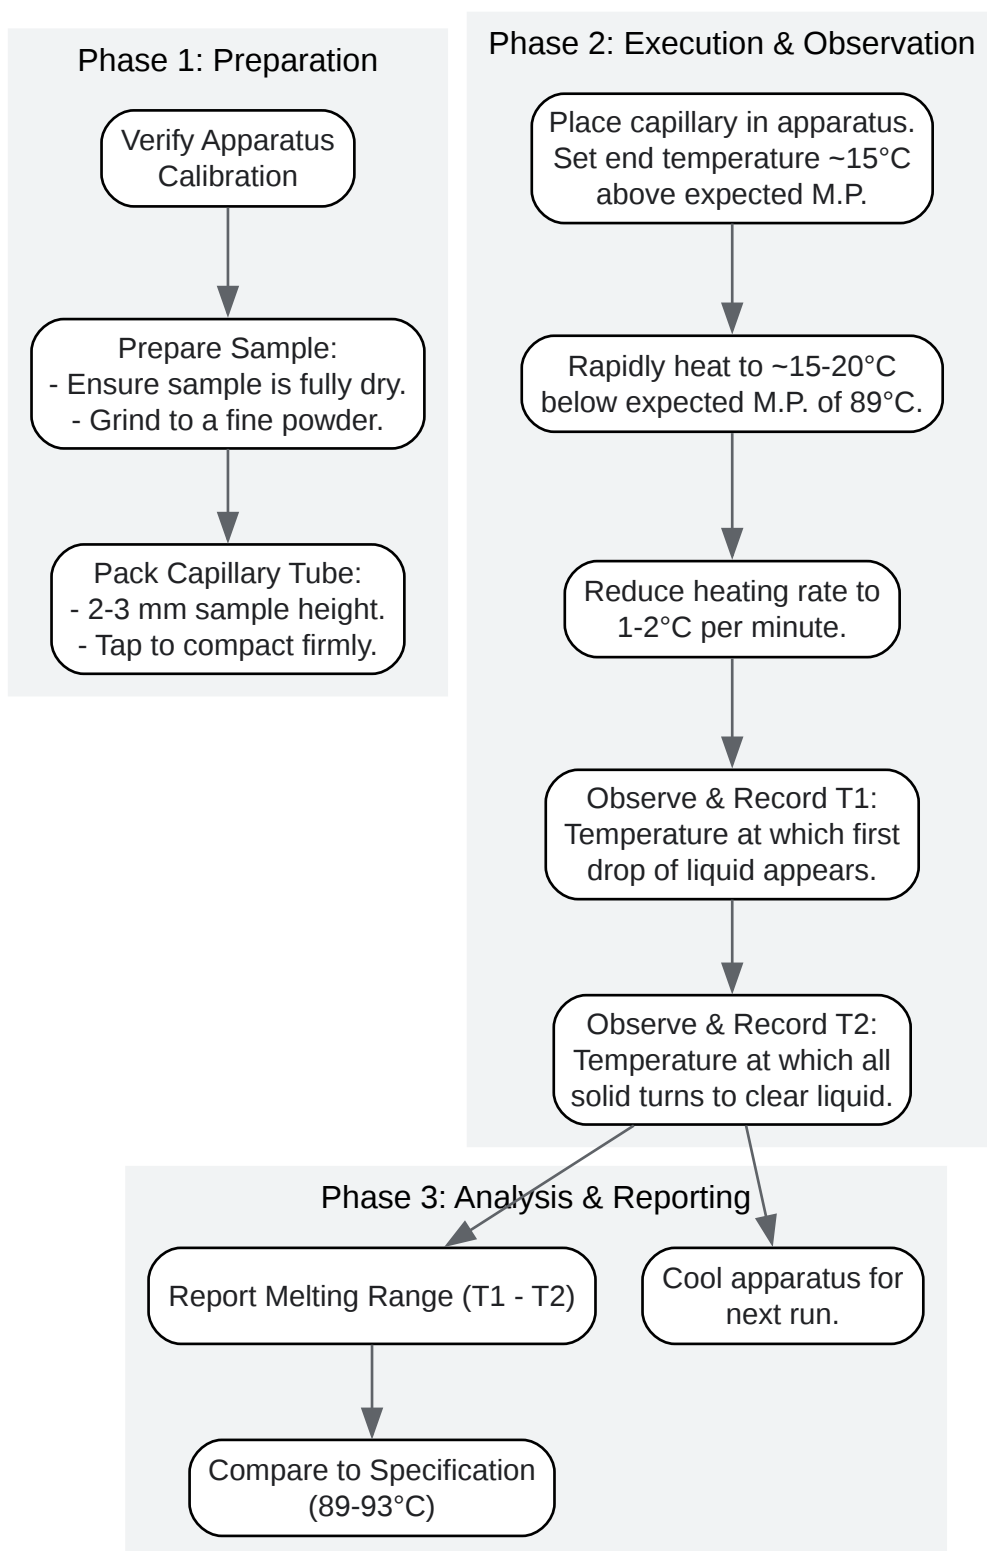 Phase 1: Preparation
Verify Apparatus
Calibration
Prepare Sample:
- Ensure sample is fully dry.
- Grind to a fine powder.
Pack Capillary Tube:
- 2-3 mm sample height.
- Tap to compact firmly.
Phase 2: Execution & Observation
Place capillary in apparatus.
Set end temperature ~15°C
above expected M.P.
Rapidly heat to ~15-20°C
below expected M.P. of 89°C.
Reduce heating rate to
1-2°C per minute.
Observe & Record T1:
Temperature at which first
drop of liquid appears.
Observe & Record T2:
Temperature at which all
solid turns to clear liquid.
Phase 3: Analysis & Reporting
Report Melting Range (T1 - T2)
Cool apparatus for
next run.
Compare to Specification
(89-93°C)